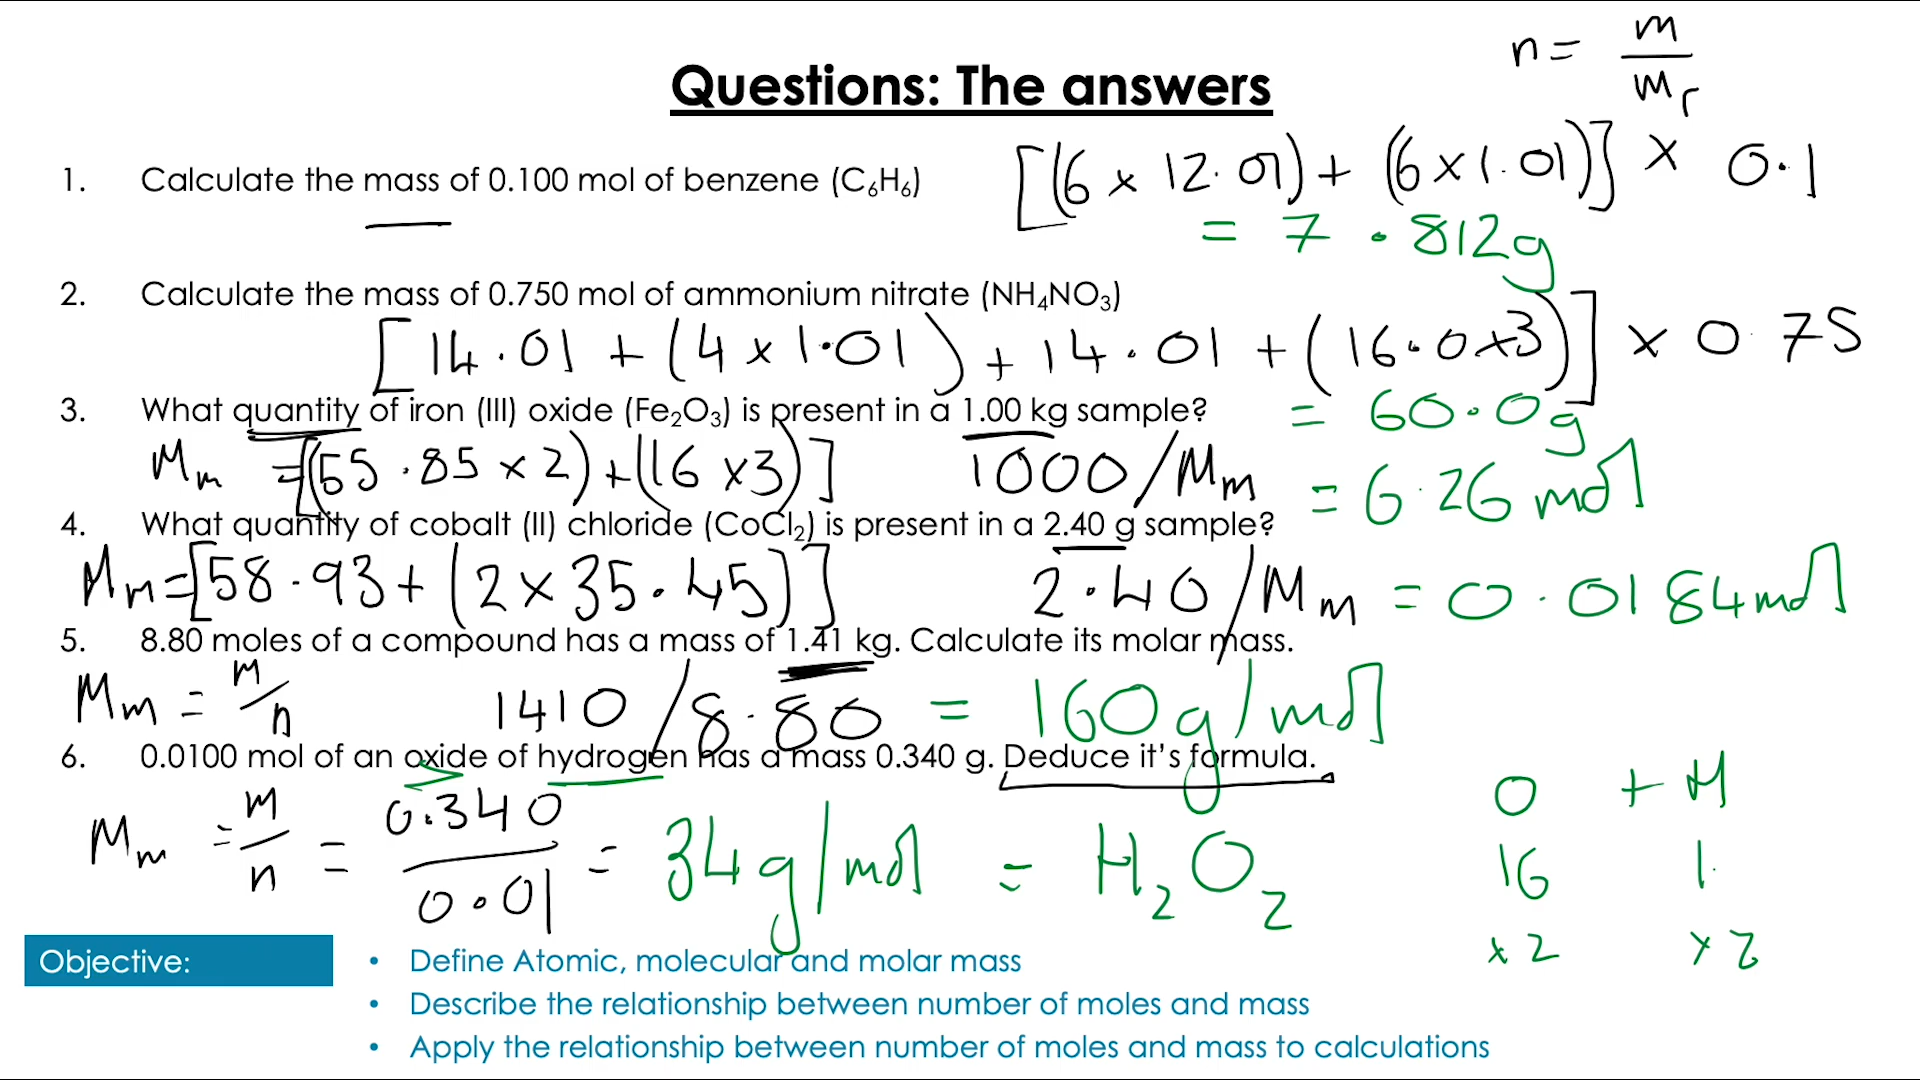 n = m / mr
Questions: The answers
1. Calculate the mass of 0.100 mol of benzene (C₆H₆)
[(6 x 12.01) + (6 x 1.01)] x 0.1
= 7.812g
2. Calculate the mass of 0.750 mol of ammonium nitrate (NH₄NO₃)
[14.01 + (4 x 1.01) + 14.01 + (16.0x3)] x 0.75
= 60.0g
3. What quantity of iron (III) oxide (Fe₂O₃) is present in a 1.00 kg sample?
Mm = [(55.85 x 2) + (16 x3)] 1000/Mm = 6.26 mol
4. What quantity of cobalt (II) chloride (CoCl₂) is present in a 2.40 g sample?
Mm = [58.93 + (2 x 35.45)] 2.40/Mm = 0.0184mol
5. 8.80 moles of a compound has a mass of 1.41 kg. Calculate its molar mass.
Mm = m/n 1410/8.80 = 160g/mol
6. 0.0100 mol of an oxide of hydrogen has a mass 0.340 g. Deduce it's formula.
Mm = m/n = 0.340/0.01 = 34g/mol = H₂O₂
O + H
16 1.
x2 x2
Objective:
• Define Atomic, molecular and molar mass
• Describe the relationship between number of moles and mass
• Apply the relationship between number of moles and mass to calculations